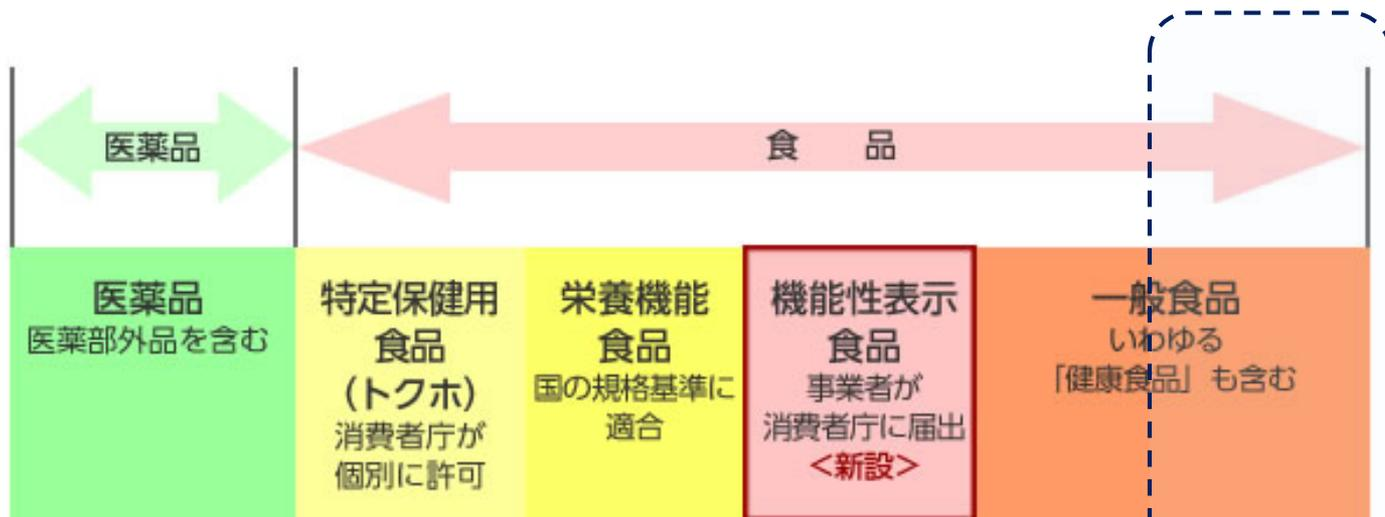 医薬品
食 品
医薬品
医薬部外品を含む
特定保健用
食品
(トクホ)
消費者庁が
個別に許可
栄養機能
食品
国の規格基準に
適合
機能性表示
食品
事業者が
消費者庁に届出
<新設>
一般食品
いわゆる
「健康食品」も含む